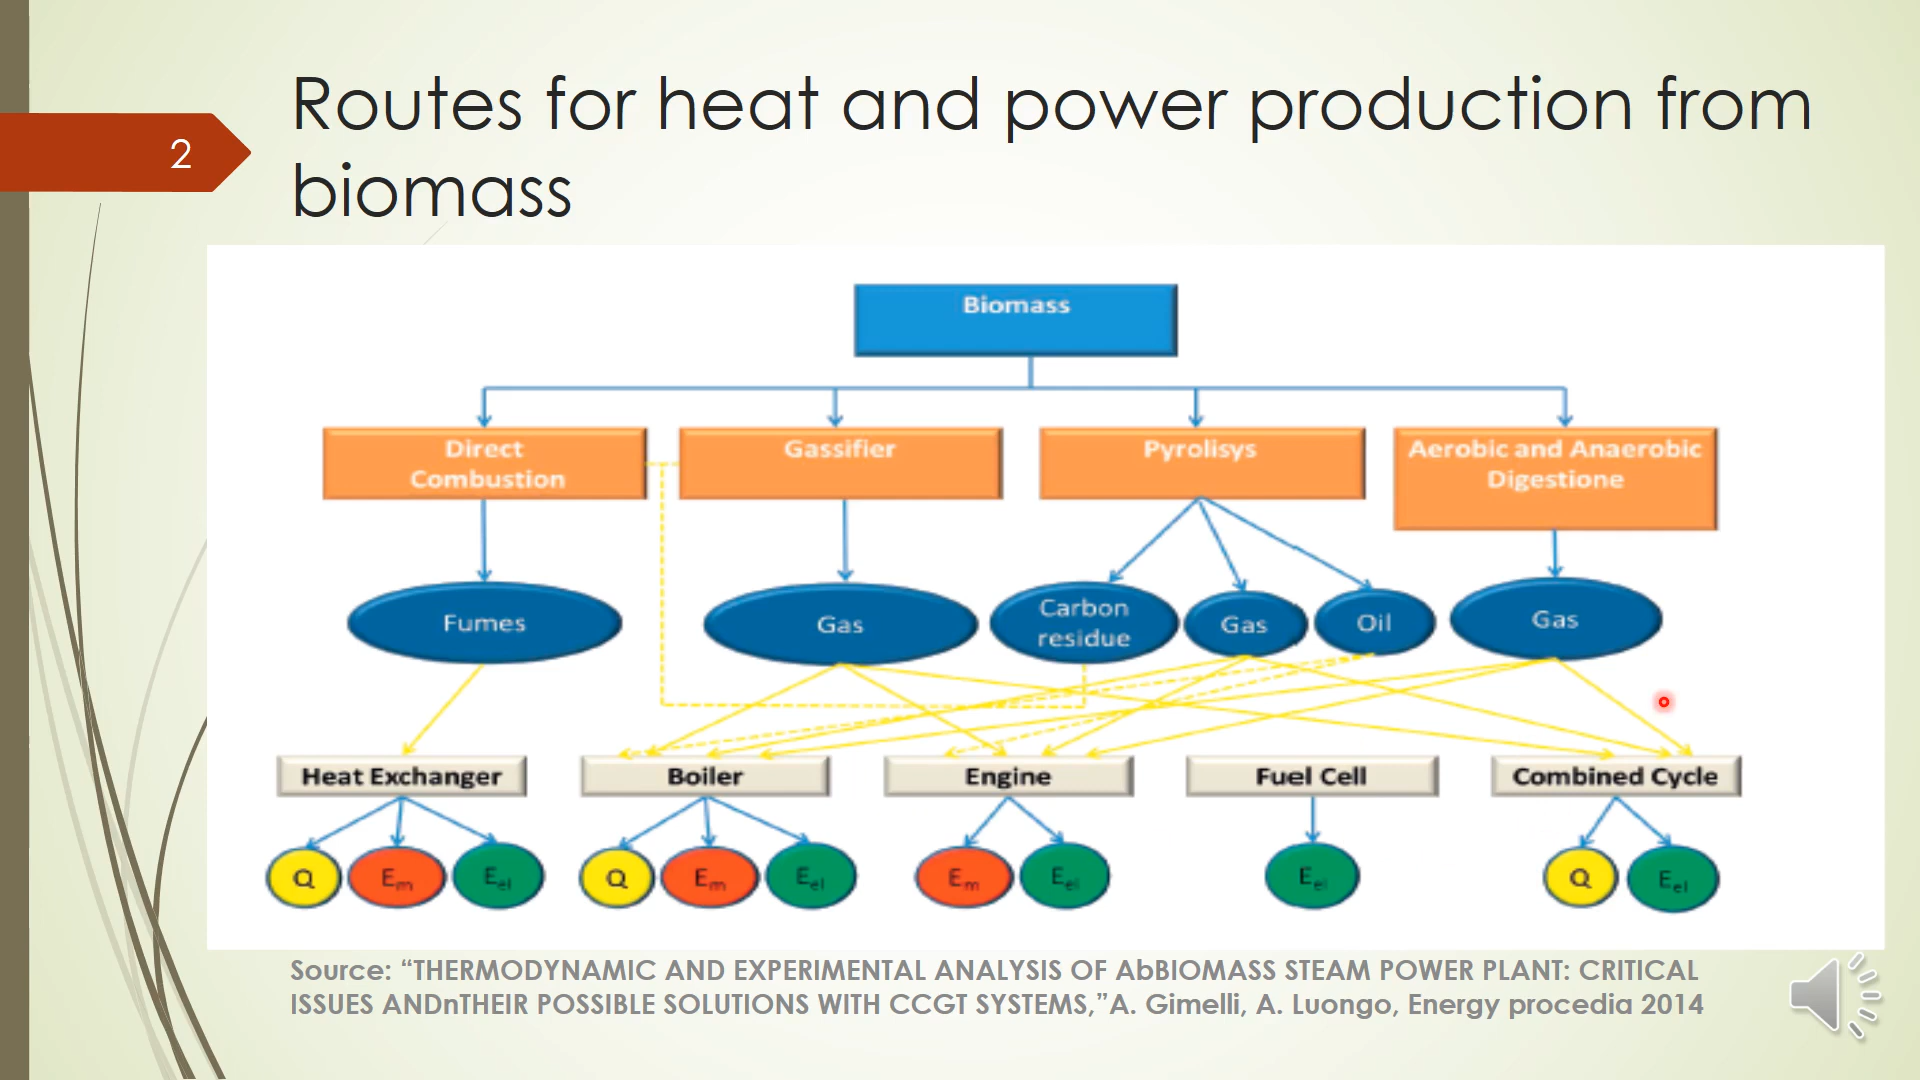 2
Routes for heat and power production from
biomass
Biomass
Direct
Combustion
Gassifier
Pyrolisys
Aerobic and Anaerobic
Digestione
Fumes
Gas
Carbon
residue
Gas
Oil
Gas
Heat Exchanger
Boiler
Engine
Fuel Cell
Combined Cycle
Q
Em
Eel
Q
Em
Eel
Em
Eel
Eel
Q
Eel
Source: “THERMODYNAMIC AND EXPERIMENTAL ANALYSIS OF AbBIOMASS STEAM POWER PLANT: CRITICAL
ISSUES ANDnTHEIR POSSIBLE SOLUTIONS WITH CCGT SYSTEMS,”A. Gimelli, A. Luongo, Energy procedia 2014